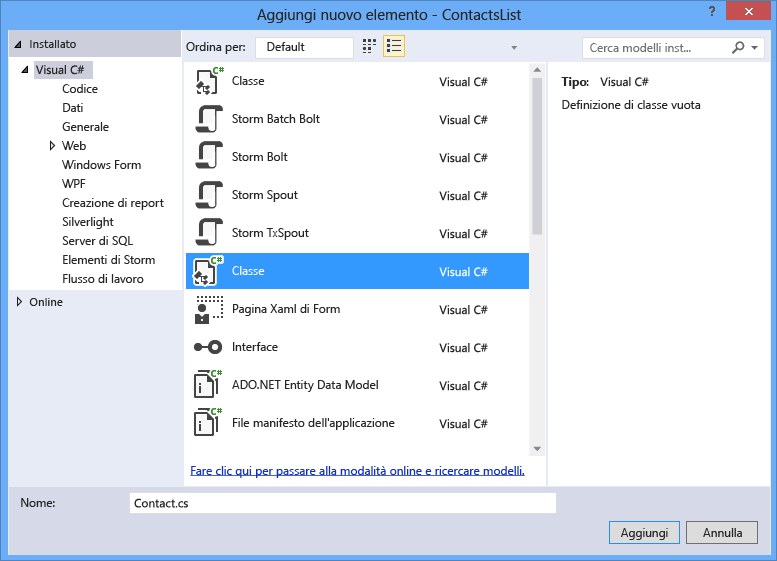 Aggiungi nuovo elemento - ContactsList
?
Installato
Visual C#
Codice
Dati
Generale
Web
Windows Form
WPF
Creazione di report
Silverlight
Server di SQL
Elementi di Storm
Flusso di lavoro
Online
Ordina per: Default
Cerca modelli inst...
C# Classe Visual C#
Storm Batch Bolt Visual C#
Storm Bolt Visual C#
Storm Spout Visual C#
Storm TxSpout Visual C#
C# Classe Visual C#
Pagina Xaml di Form Visual C#
Interface Visual C#
C# ADO.NET Entity Data Model Visual C#
C# File manifesto dell'applicazione Visual C#
Fare clic qui per passare alla modalità online e ricercare modelli.
Tipo: Visual C#
Definizione di classe vuota
Nome: Contact.cs
Aggiungi Annulla